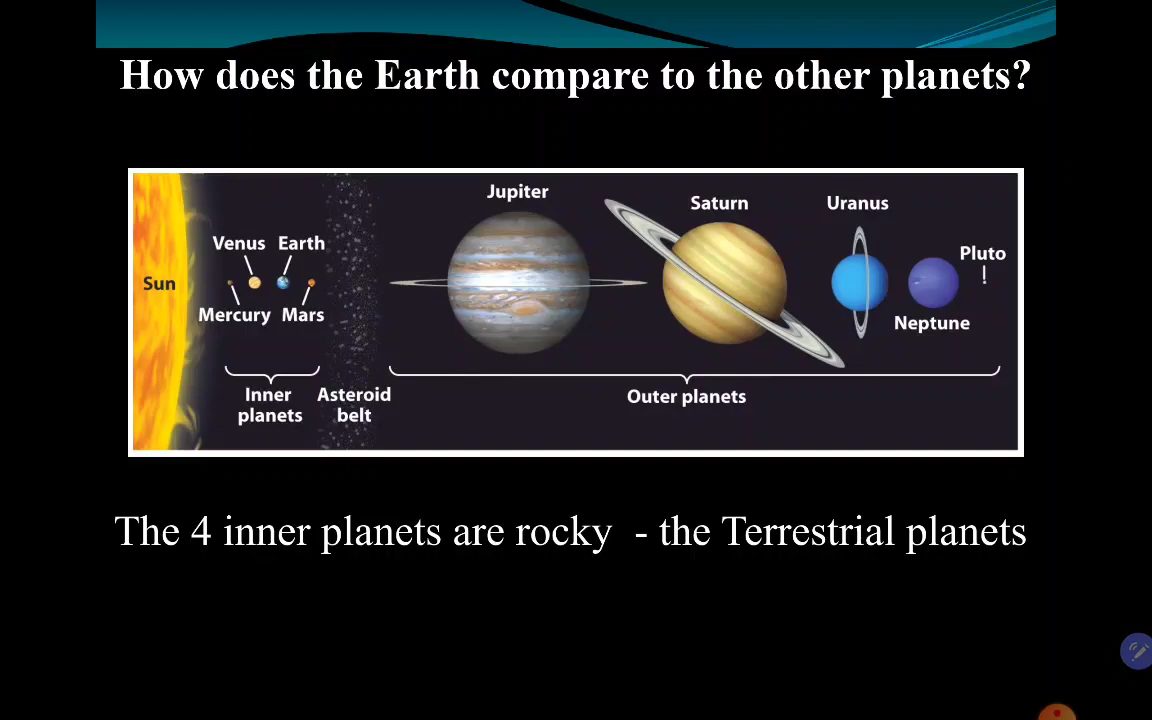 How does the Earth compare to the other planets?
Jupiter
Saturn
Uranus
Venus Earth
Pluto
Sun
Mercury Mars
Neptune
Inner planets
Asteroid belt
Outer planets
The 4 inner planets are rocky - the Terrestrial planets